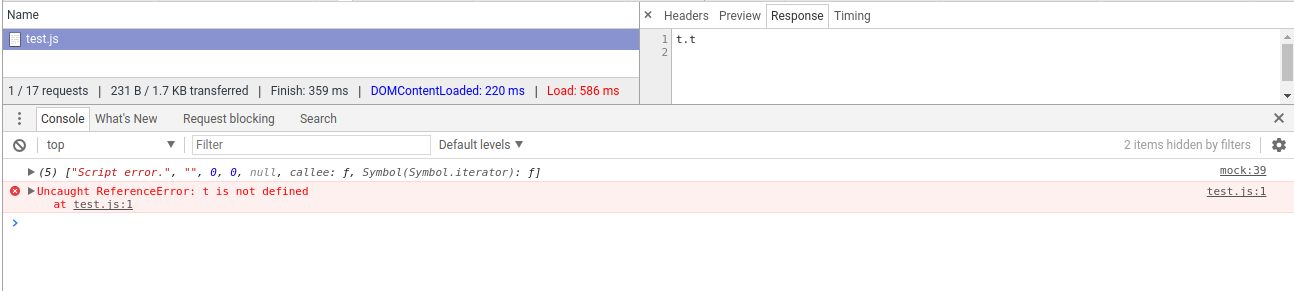 Name
× Headers Preview Response Timing
test.js
1 t.t
2
1 / 17 requests | 231 B / 1.7 KB transferred | Finish: 359 ms | DOMContentLoaded: 220 ms | Load: 586 ms
Console What's New Request blocking Search ×
top ▼ Filter Default levels ▼ 2 items hidden by filters
▶ (5) ["Script error.", "", 0, 0, null, callee: ƒ, Symbol(Symbol.iterator): ƒ] mock:39
▶ Uncaught ReferenceError: t is not defined test.js:1
at test.js:1